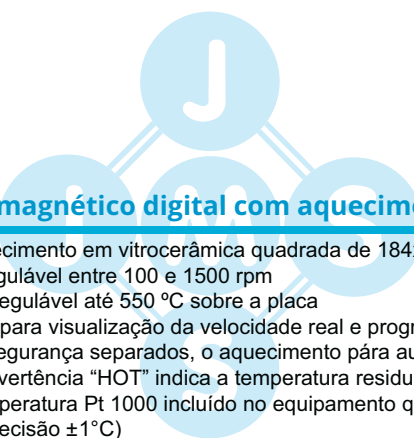 J
J M S
magnético digital com aquecime
ecimento em vitrocerâmica quadrada de 184
gulável entre 100 e 1500 rpm
egulável até 550 ºC sobre a placa
para visualização da velocidade real e progr
egurança separados, o aquecimento pára au
vertência “HOT” indica a temperatura residu
peratura Pt 1000 incluído no equipamento q
ecisão ±1°C)